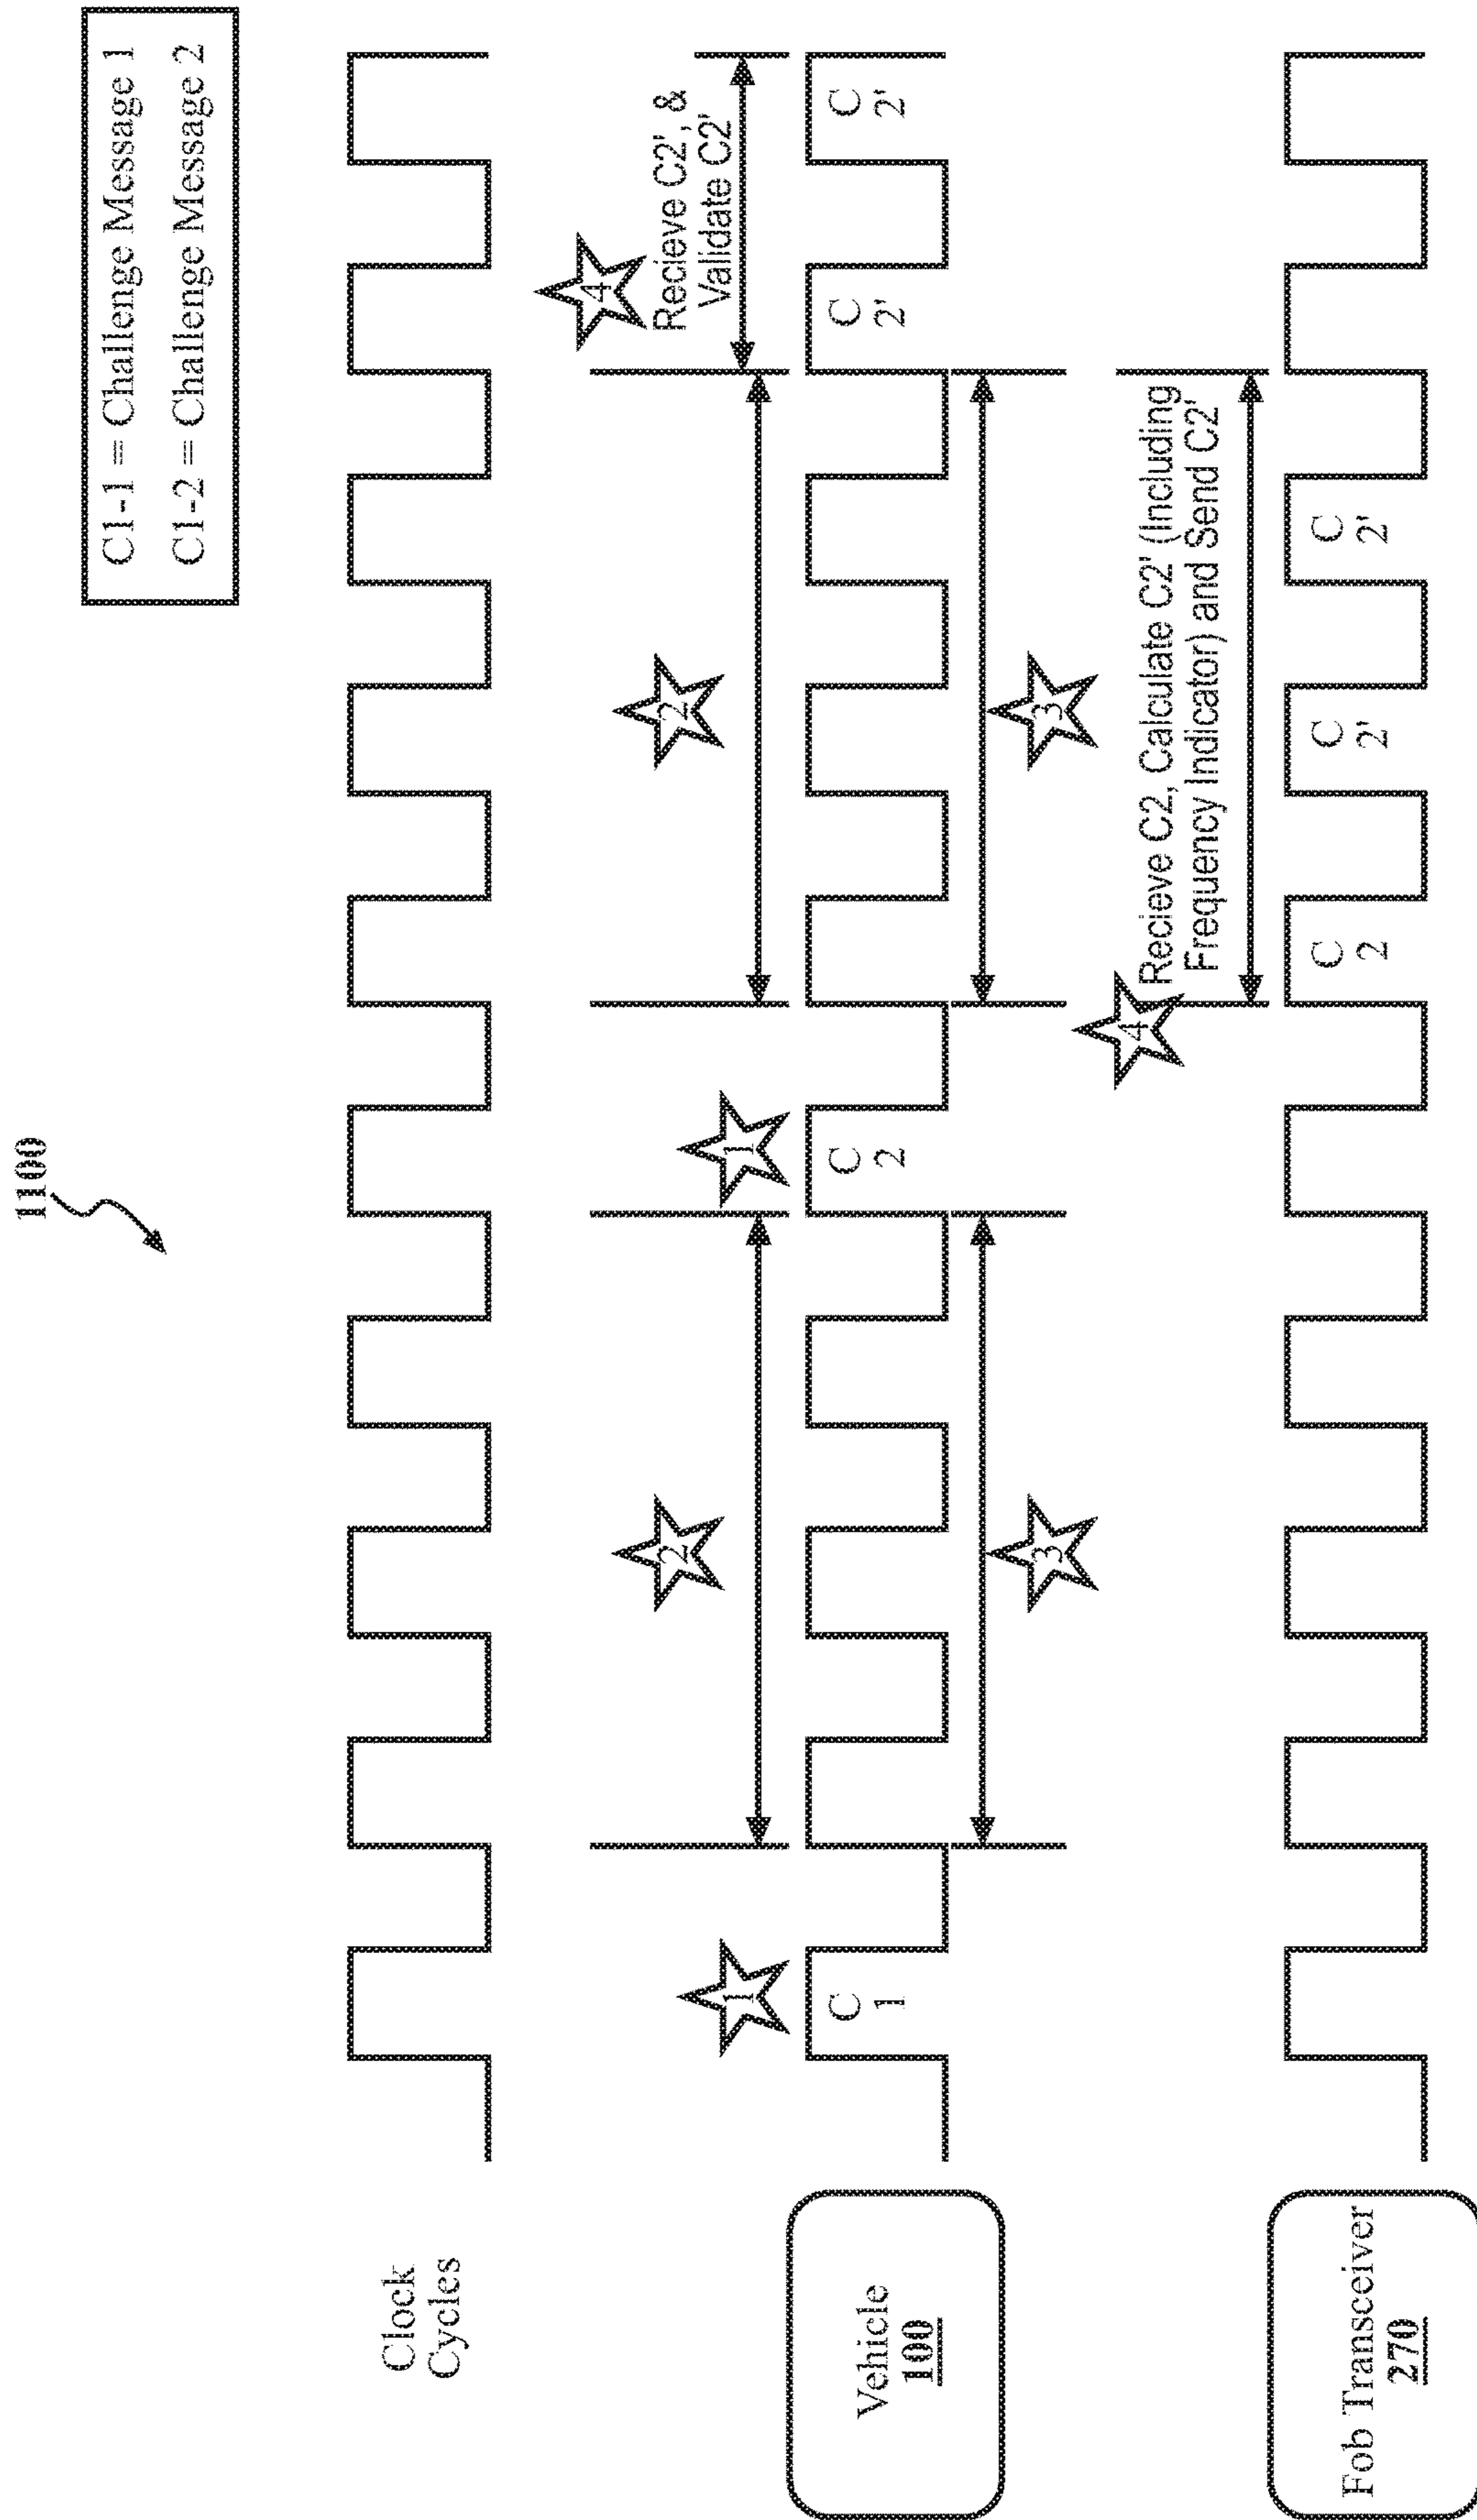 1100
C1-1 = Challenge Message 1
C1-2 = Challenge Message 2
Clock
Cycles
4
Recieve C2', &
Validate C2'
2
2
1
1
Vehicle
100
C
1
C
2
C
2'
C
2'
3
3
4
Recieve C2, Calculate C2' (Including
Frequency Indicator) and Send C2'
Fob Transceiver
270
C
2
C
2'
C
2'